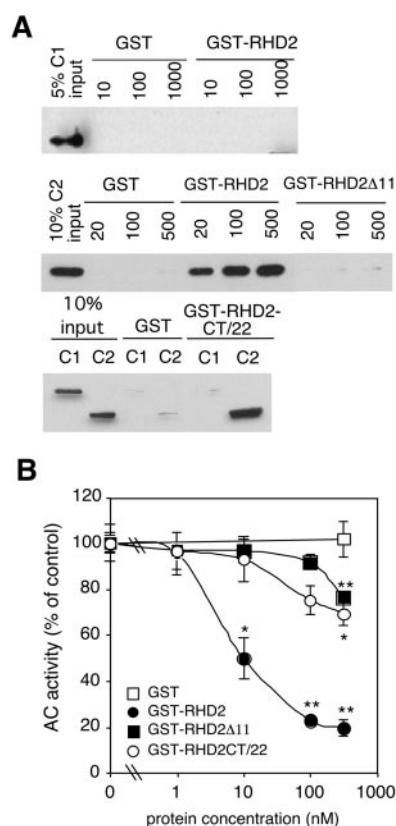 A
5% C1 input
GST
GST-RHD2
10 100 1000 10 100 1000
10% C2 input
GST
GST-RHD2
GST-RHD2Δ11
20 100 500 20 100 500 20 100 500
10% input
GST
GST-RHD2-CT/22
C1 C2 C1 C2 C1 C2
B
AC activity (% of control)
120
100
80
60
40
20
0
**
*
*
**
**
GST
GST-RHD2
GST-RHD2Δ11
GST-RHD2CT/22
0 1 10 100 1000
protein concentration (nM)